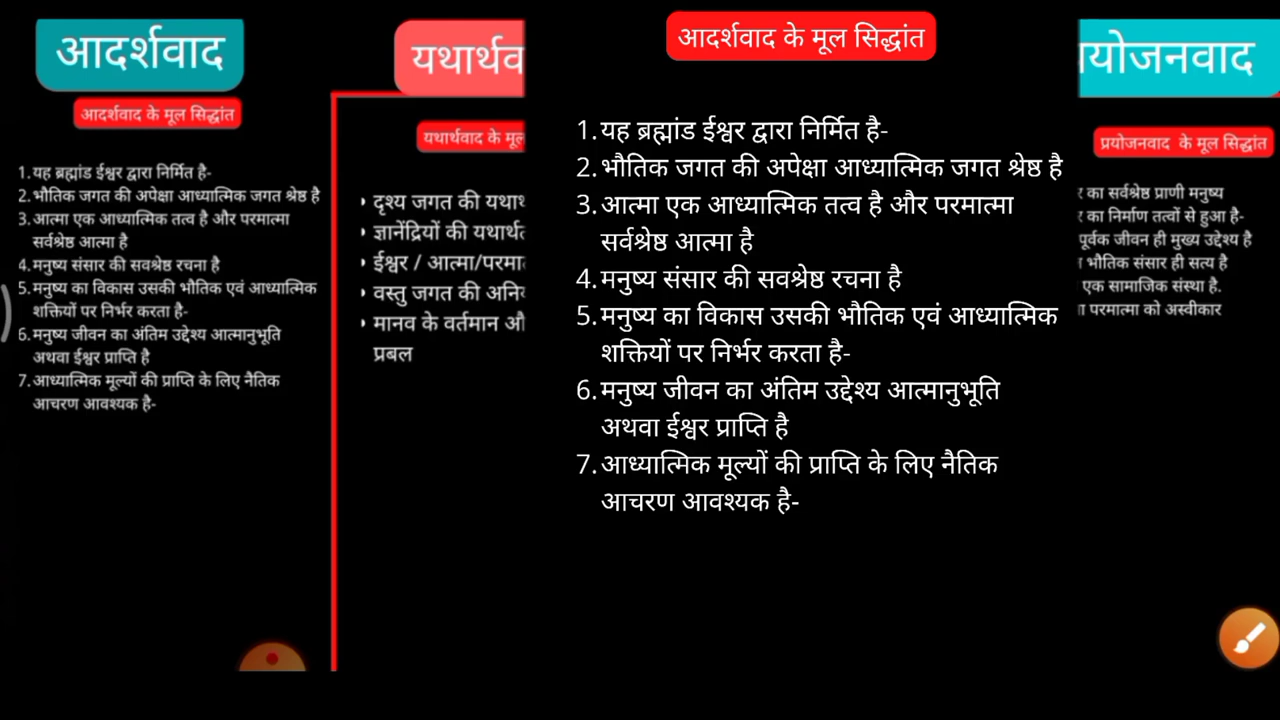 आदर्शवाद
आदर्शवाद के मूल सिद्धांत
1. यह ब्रह्मांड ईश्वर द्वारा निर्मित है-
2. भौतिक जगत की अपेक्षा आध्यात्मिक जगत श्रेष्ठ है
3. आत्मा एक आध्यात्मिक तत्व है और परमात्मा
सर्वश्रेष्ठ आत्मा है
4. मनुष्य संसार की सवश्रेष्ठ रचना है
5. मनुष्य का विकास उसकी भौतिक एवं आध्यात्मिक
शक्तियों पर निर्भर करता है-
6. मनुष्य जीवन का अंतिम उद्देश्य आत्मानुभूति
अथवा ईश्वर प्राप्ति है
7. आध्यात्मिक मूल्यों की प्राप्ति के लिए नैतिक
आचरण आवश्यक है-
यथार्थव
यथार्थवाद के मूल
दृश्य जगत की
ज्ञानेंद्रियों की
ईश्वर / आत्मा/
वस्तु जगत की
मानव के वर्तमान
प्रबल
आदर्शवाद के मूल सिद्धांत
1. यह ब्रह्मांड ईश्वर द्वारा निर्मित है-
2. भौतिक जगत की अपेक्षा आध्यात्मिक जगत श्रेष्ठ है
3. आत्मा एक आध्यात्मिक तत्व है और परमात्मा
सर्वश्रेष्ठ आत्मा है
4. मनुष्य संसार की सवश्रेष्ठ रचना है
5. मनुष्य का विकास उसकी भौतिक एवं आध्यात्मिक
शक्तियों पर निर्भर करता है-
6. मनुष्य जीवन का अंतिम उद्देश्य आत्मानुभूति
अथवा ईश्वर प्राप्ति है
7. आध्यात्मिक मूल्यों की प्राप्ति के लिए नैतिक
आचरण आवश्यक है-
योजनवाद
प्रयोजनवाद के मूल सिद्धांत
का सर्वश्रेष्ठ प्राणी मनुष्य
का निर्माण तत्वों से हुआ है-
पूर्वक जीवन ही मुख्य उद्देश्य है
भौतिक संसार ही सत्य है
एक सामाजिक संस्था है.
परमात्मा को अस्वीकार